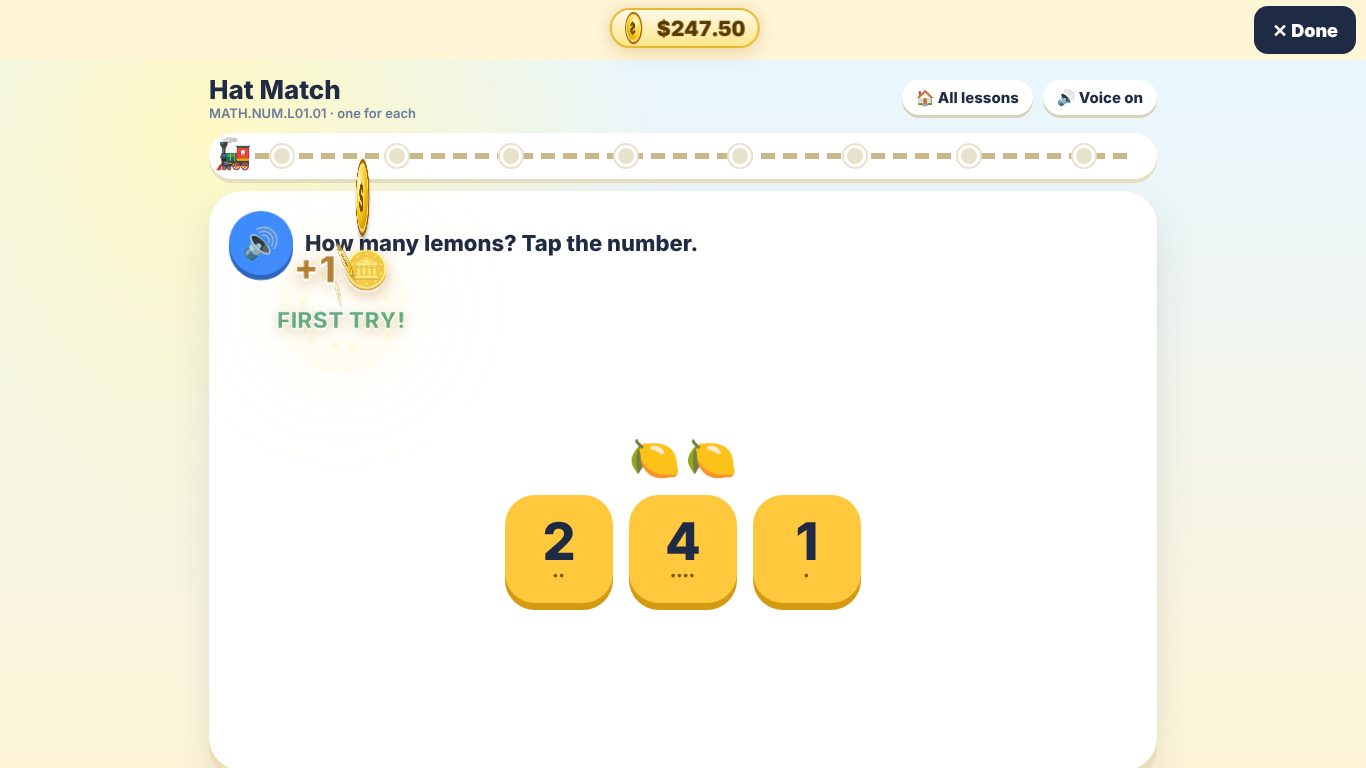 $247.50
✕ Done
Hat Match
MATH.NUM.L01.01 · one for each
All lessons
Voice on
How many lemons? Tap the number.
+1
FIRST TRY!
2 4 1